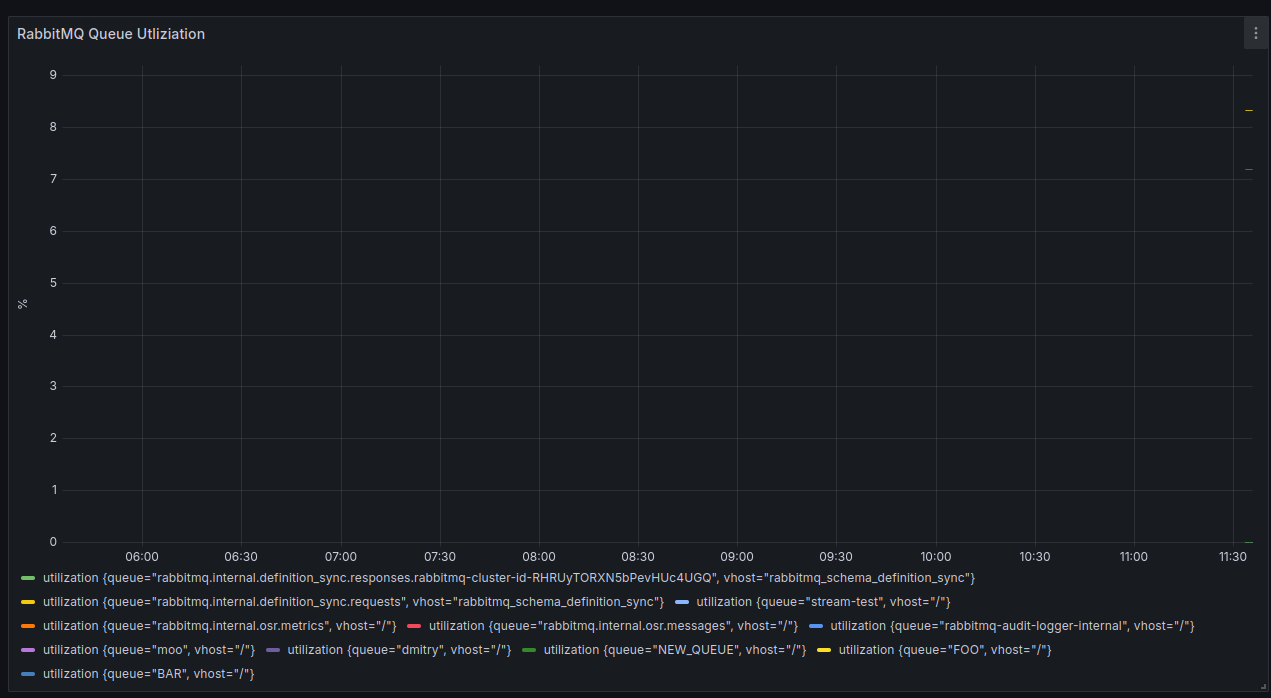 RabbitMQ Queue Utliziation
9
8
7
6
5
4
3
2
1
0
%
06:00 06:30 07:00 07:30 08:00 08:30 09:00 09:30 10:00 10:30 11:00 11:30
utilization {queue="rabbitmq.internal.definition_sync.responses.rabbitmq-cluster-id-RHRUyTORXN5bPevHUc4UGQ", vhost="rabbitmq_schema_definition_sync"}
utilization {queue="rabbitmq.internal.definition_sync.requests", vhost="rabbitmq_schema_definition_sync"} utilization {queue="stream-test", vhost="/"}
utilization {queue="rabbitmq.internal.osr.metrics", vhost="/"} utilization {queue="rabbitmq.internal.osr.messages", vhost="/"} utilization {queue="rabbitmq-audit-logger-internal", vhost="/"}
utilization {queue="moo", vhost="/"} utilization {queue="dmitry", vhost="/"} utilization {queue="NEW_QUEUE", vhost="/"} utilization {queue="FOO", vhost="/"}
utilization {queue="BAR", vhost="/"}